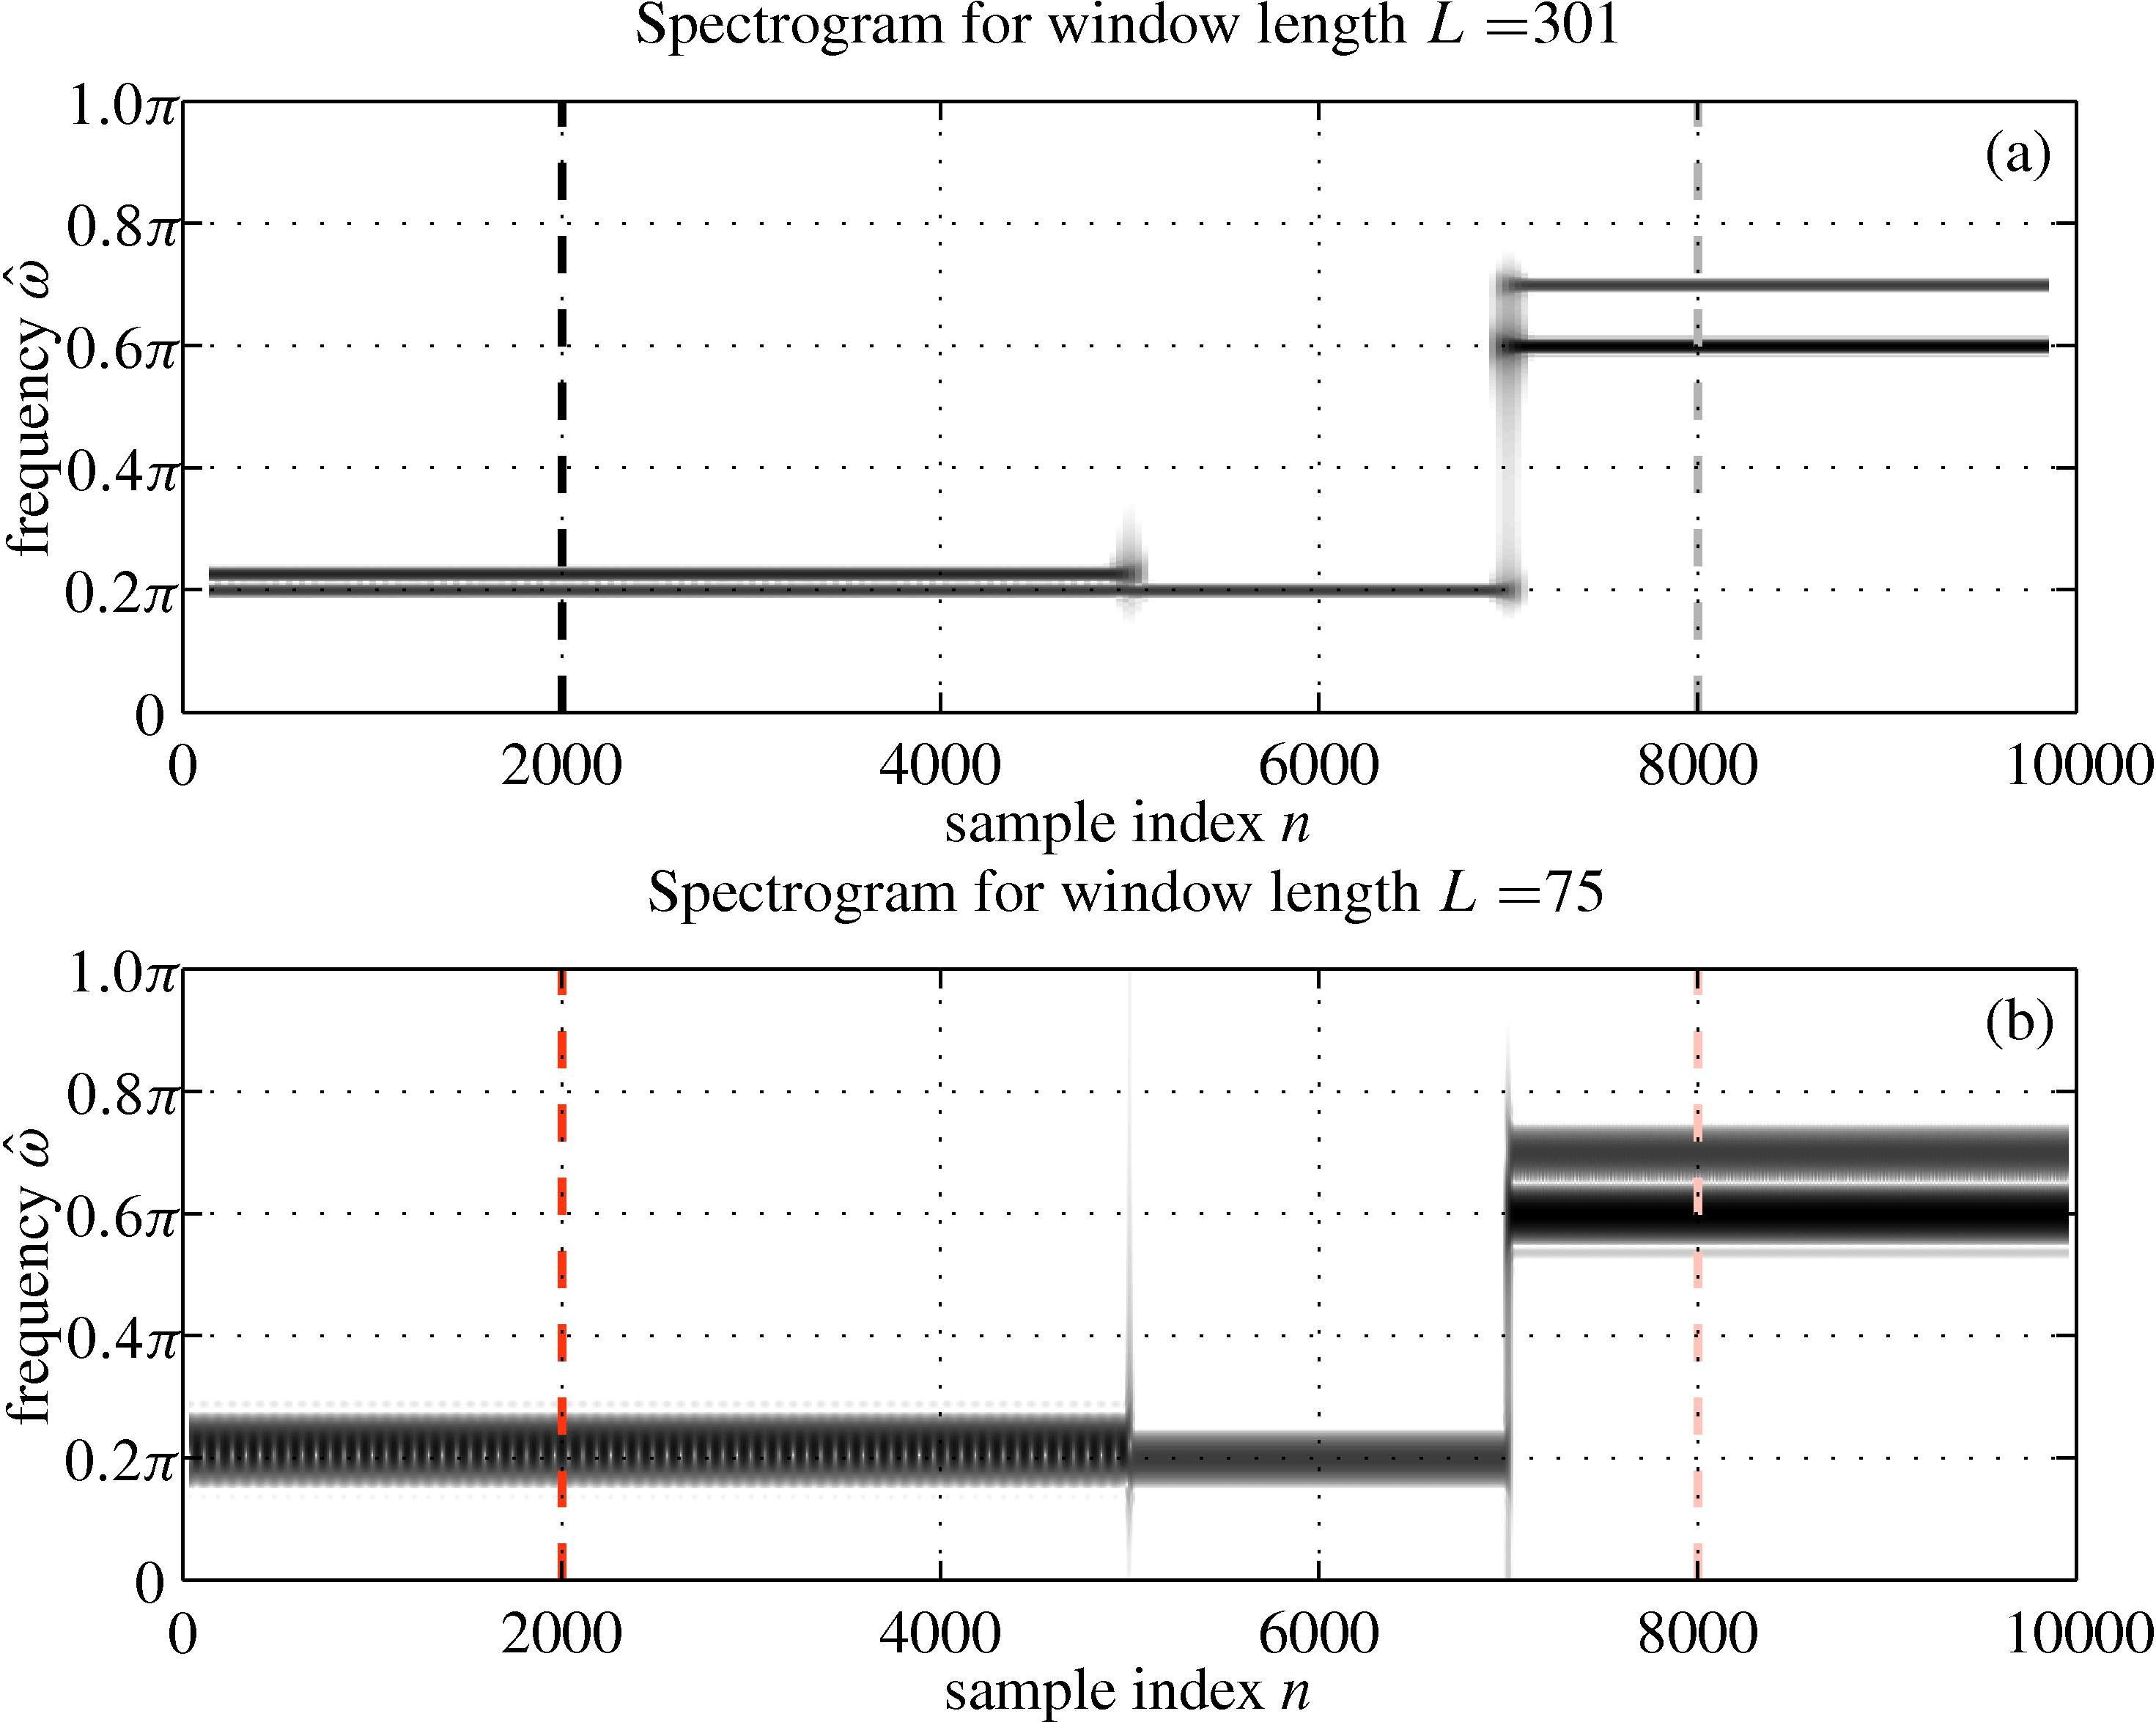 Spectrogram for window length L =301
(a)
1.0π
0.8π
0.6π
0.4π
0.2π
0
frequency ω̂
0 2000 4000 6000 8000 10000
sample index n
Spectrogram for window length L =75
(b)
1.0π
0.8π
0.6π
0.4π
0.2π
0
frequency ω̂
0 2000 4000 6000 8000 10000
sample index n